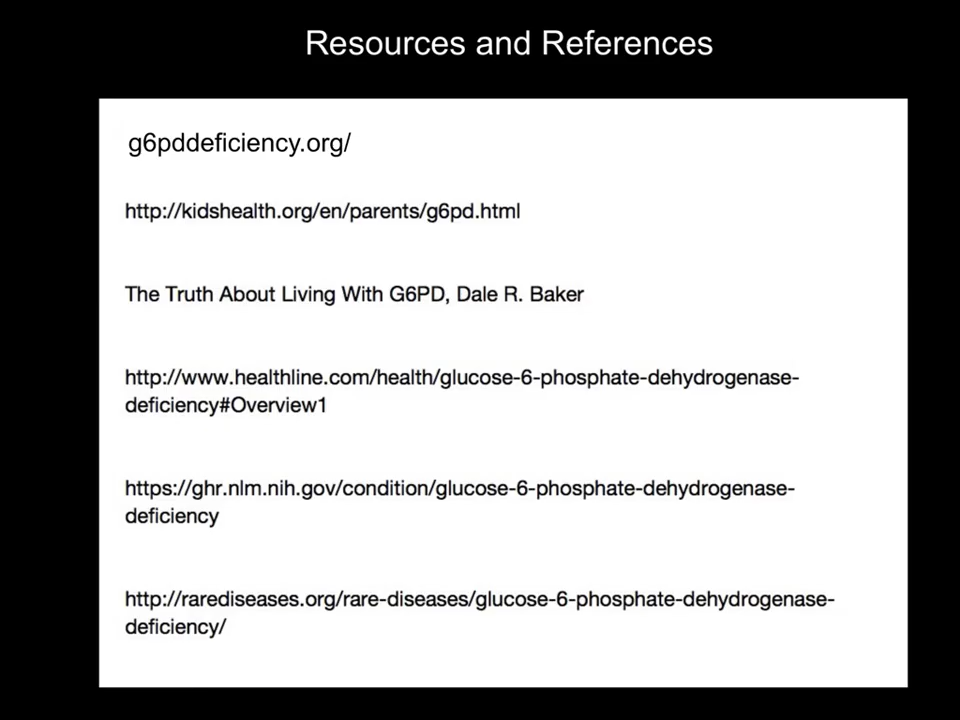 Resources and References
g6pddeficiency.org/
http://kidshealth.org/en/parents/g6pd.html
The Truth About Living With G6PD, Dale R. Baker
http://www.healthline.com/health/glucose-6-phosphate-dehydrogenase-
deficiency#Overview1
https://ghr.nlm.nih.gov/condition/glucose-6-phosphate-dehydrogenase-
deficiency
http://rarediseases.org/rare-diseases/glucose-6-phosphate-dehydrogenase-
deficiency/